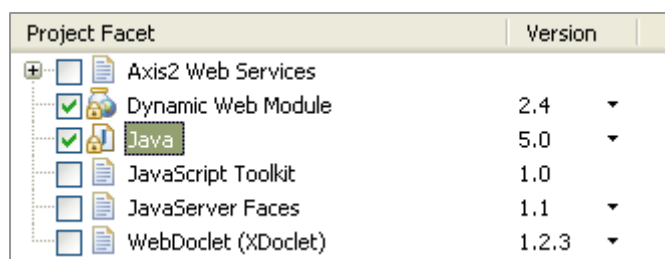 Project Facet Version
Axis2 Web Services
Dynamic Web Module 2.4
Java 5.0
JavaScript Toolkit 1.0
JavaServer Faces 1.1
WebDoclet (XDoclet) 1.2.3